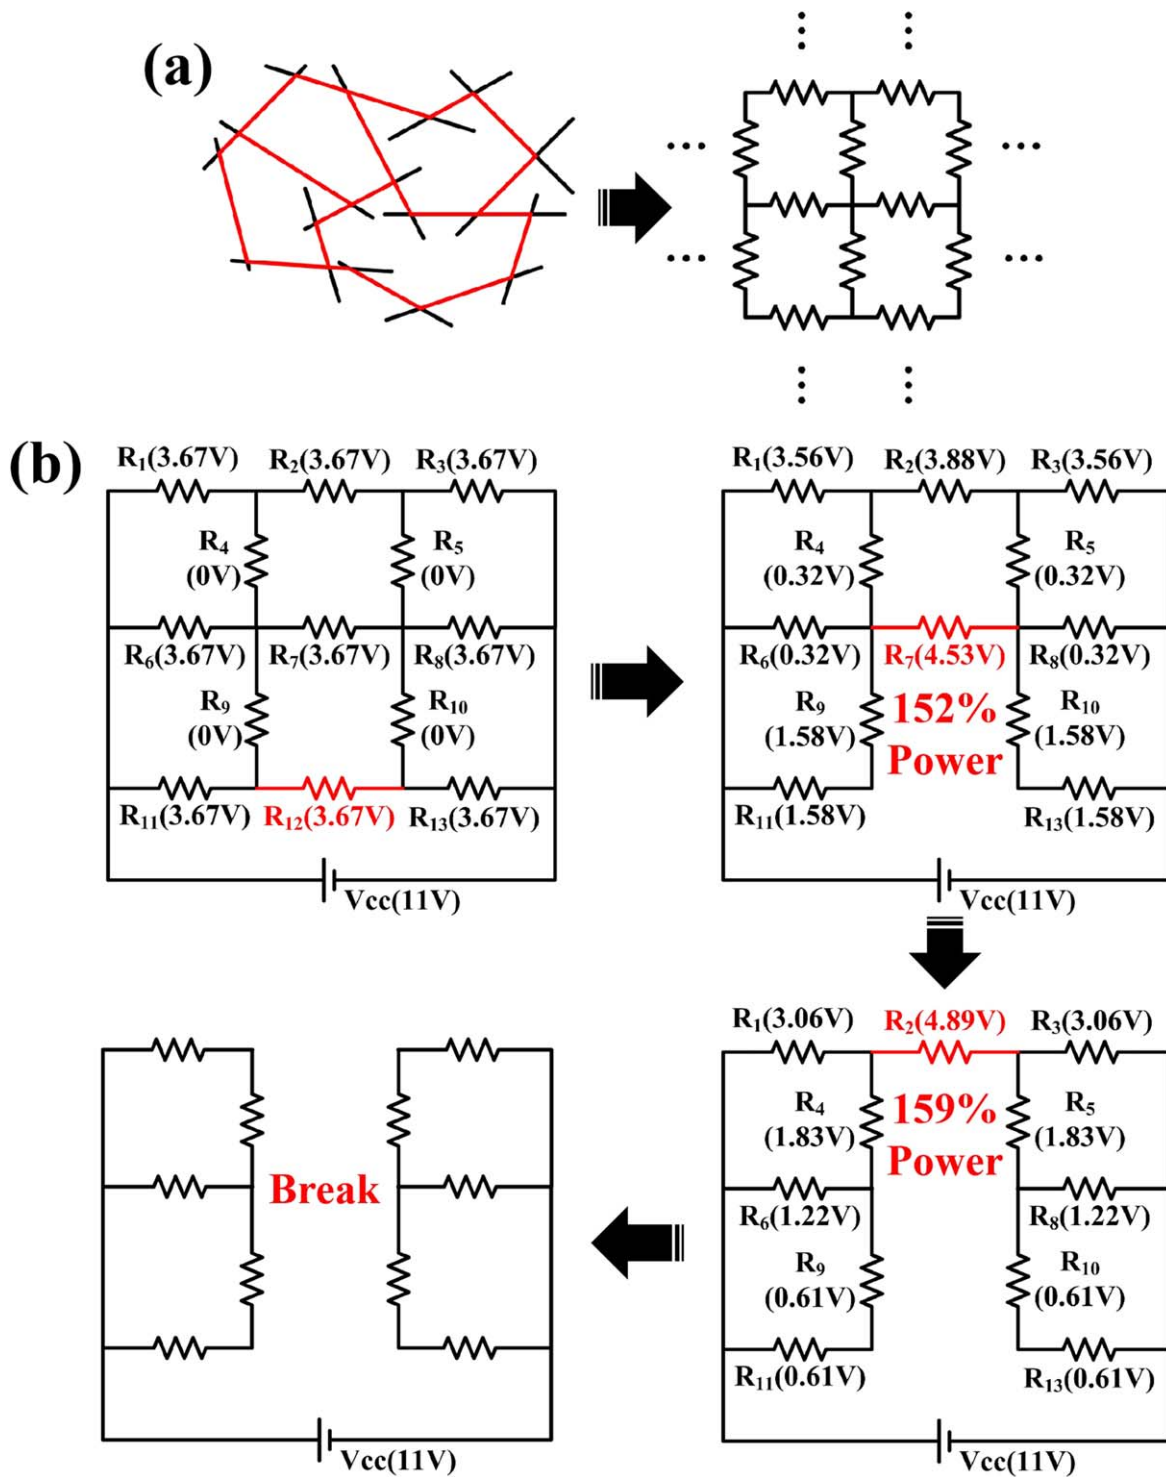 (a)
(b)
R1(3.67V) R2(3.67V) R3(3.67V)
R4
(0V)
R5
(0V)
R6(3.67V) R7(3.67V) R8(3.67V)
R9
(0V)
R10
(0V)
R11(3.67V) R12(3.67V) R13(3.67V)
Vcc(11V)
R1(3.56V) R2(3.88V) R3(3.56V)
R4
(0.32V)
R5
(0.32V)
R6(0.32V) R7(4.53V) R8(0.32V)
R9
(1.58V)
152%
Power
R10
(1.58V)
R11(1.58V) R13(1.58V)
Vcc(11V)
R1(3.06V) R2(4.89V) R3(3.06V)
R4
(1.83V)
159%
Power
R5
(1.83V)
R6(1.22V) R8(1.22V)
R9
(0.61V)
R10
(0.61V)
R11(0.61V) R13(0.61V)
Vcc(11V)
Break
Vcc(11V)